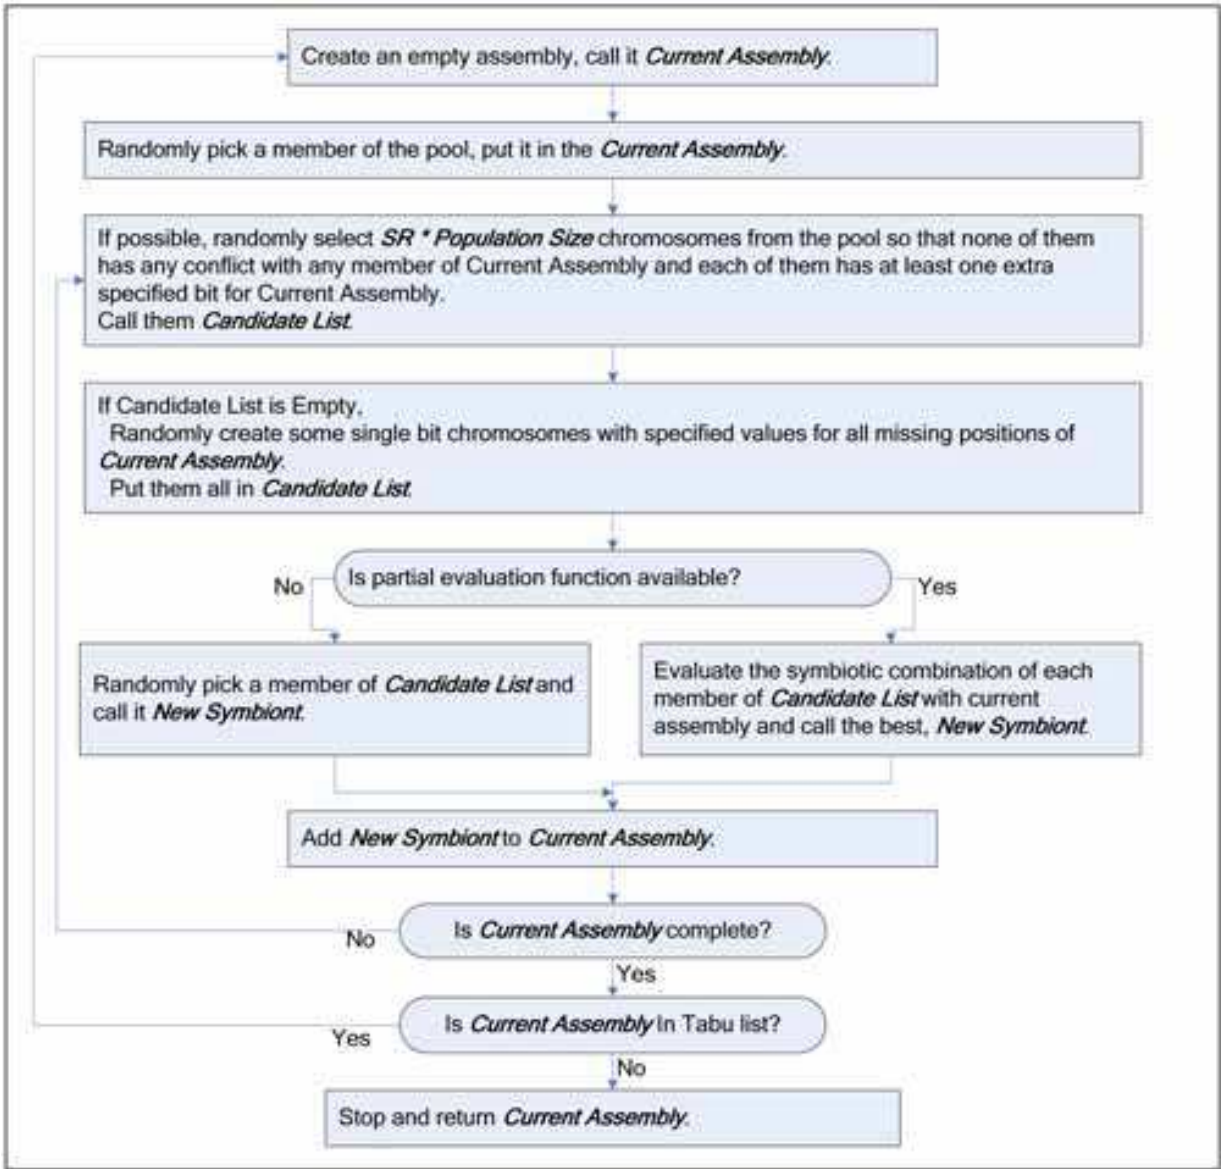 Create an empty assembly, call it Current Assembly.
Randomly pick a member of the pool, put it in the Current Assembly.
If possible, randomly select SR * Population Size chromosomes from the pool so that none of them
has any conflict with any member of Current Assembly and each of them has at least one extra
specified bit for Current Assembly.
Call them Candidate List.
If Candidate List is Empty,
Randomly create some single bit chromosomes with specified values for all missing positions of
Current Assembly.
Put them all in Candidate List.
Is partial evaluation function available?
No
Yes
Randomly pick a member of Candidate List and
call it New Symbiont.
Evaluate the symbiotic combination of each
member of Candidate List with current
assembly and call the best, New Symbiont.
Add New Symbiont to Current Assembly.
Is Current Assembly complete?
No
Yes
Is Current Assembly In Tabu list?
Yes
No
Stop and return Current Assembly.